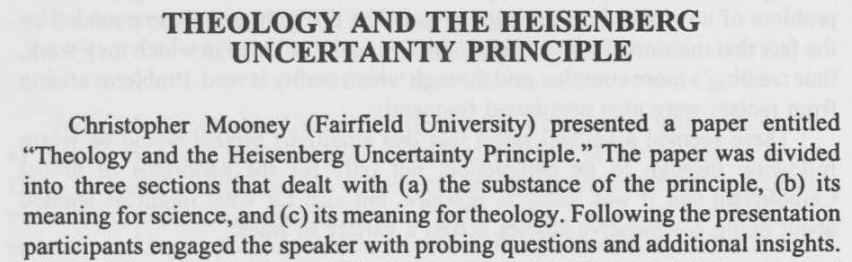 THEOLOGY AND THE HEISENBERG
UNCERTAINTY PRINCIPLE
Christopher Mooney (Fairfield University) presented a paper entitled
“Theology and the Heisenberg Uncertainty Principle.” The paper was divided
into three sections that dealt with (a) the substance of the principle, (b) its
meaning for science, and (c) its meaning for theology. Following the presentation
participants engaged the speaker with probing questions and additional insights.